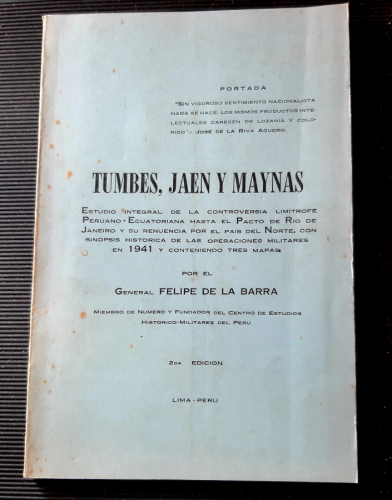 PORTADA
"SIN VIGOROSO SENTIMIENTO NACIONALISTA
NADA SE HACE: LOS MISMOS PRODUCTOS INTE-
LECTUALES CARECEN DE LOZANIA Y COLO-
RIDO" - JOSE DE LA RIVA AGUERO.
TUMBES, JAEN Y MAYNAS
ESTUDIO INTEGRAL DE LA CONTROVERSIA LIMITROFE
PERUANO-ECUATORIANA HASTA EL PACTO DE RIO DE
JANEIRO Y SU RENUENCIA POR EL PAIS DEL NORTE, CON
SINOPSIS HISTORICA DE LAS OPERACIONES MILITARES
EN 1941 Y CONTENIENDO TRES MAPAS
POR EL
GENERAL FELIPE DE LA BARRA
MIEMBRO DE NUMERO Y FUNDADOR DEL CENTRO DE ESTUDIOS
HISTORICO-MILITARES DEL PERU
2DA EDICION
LIMA - PERU